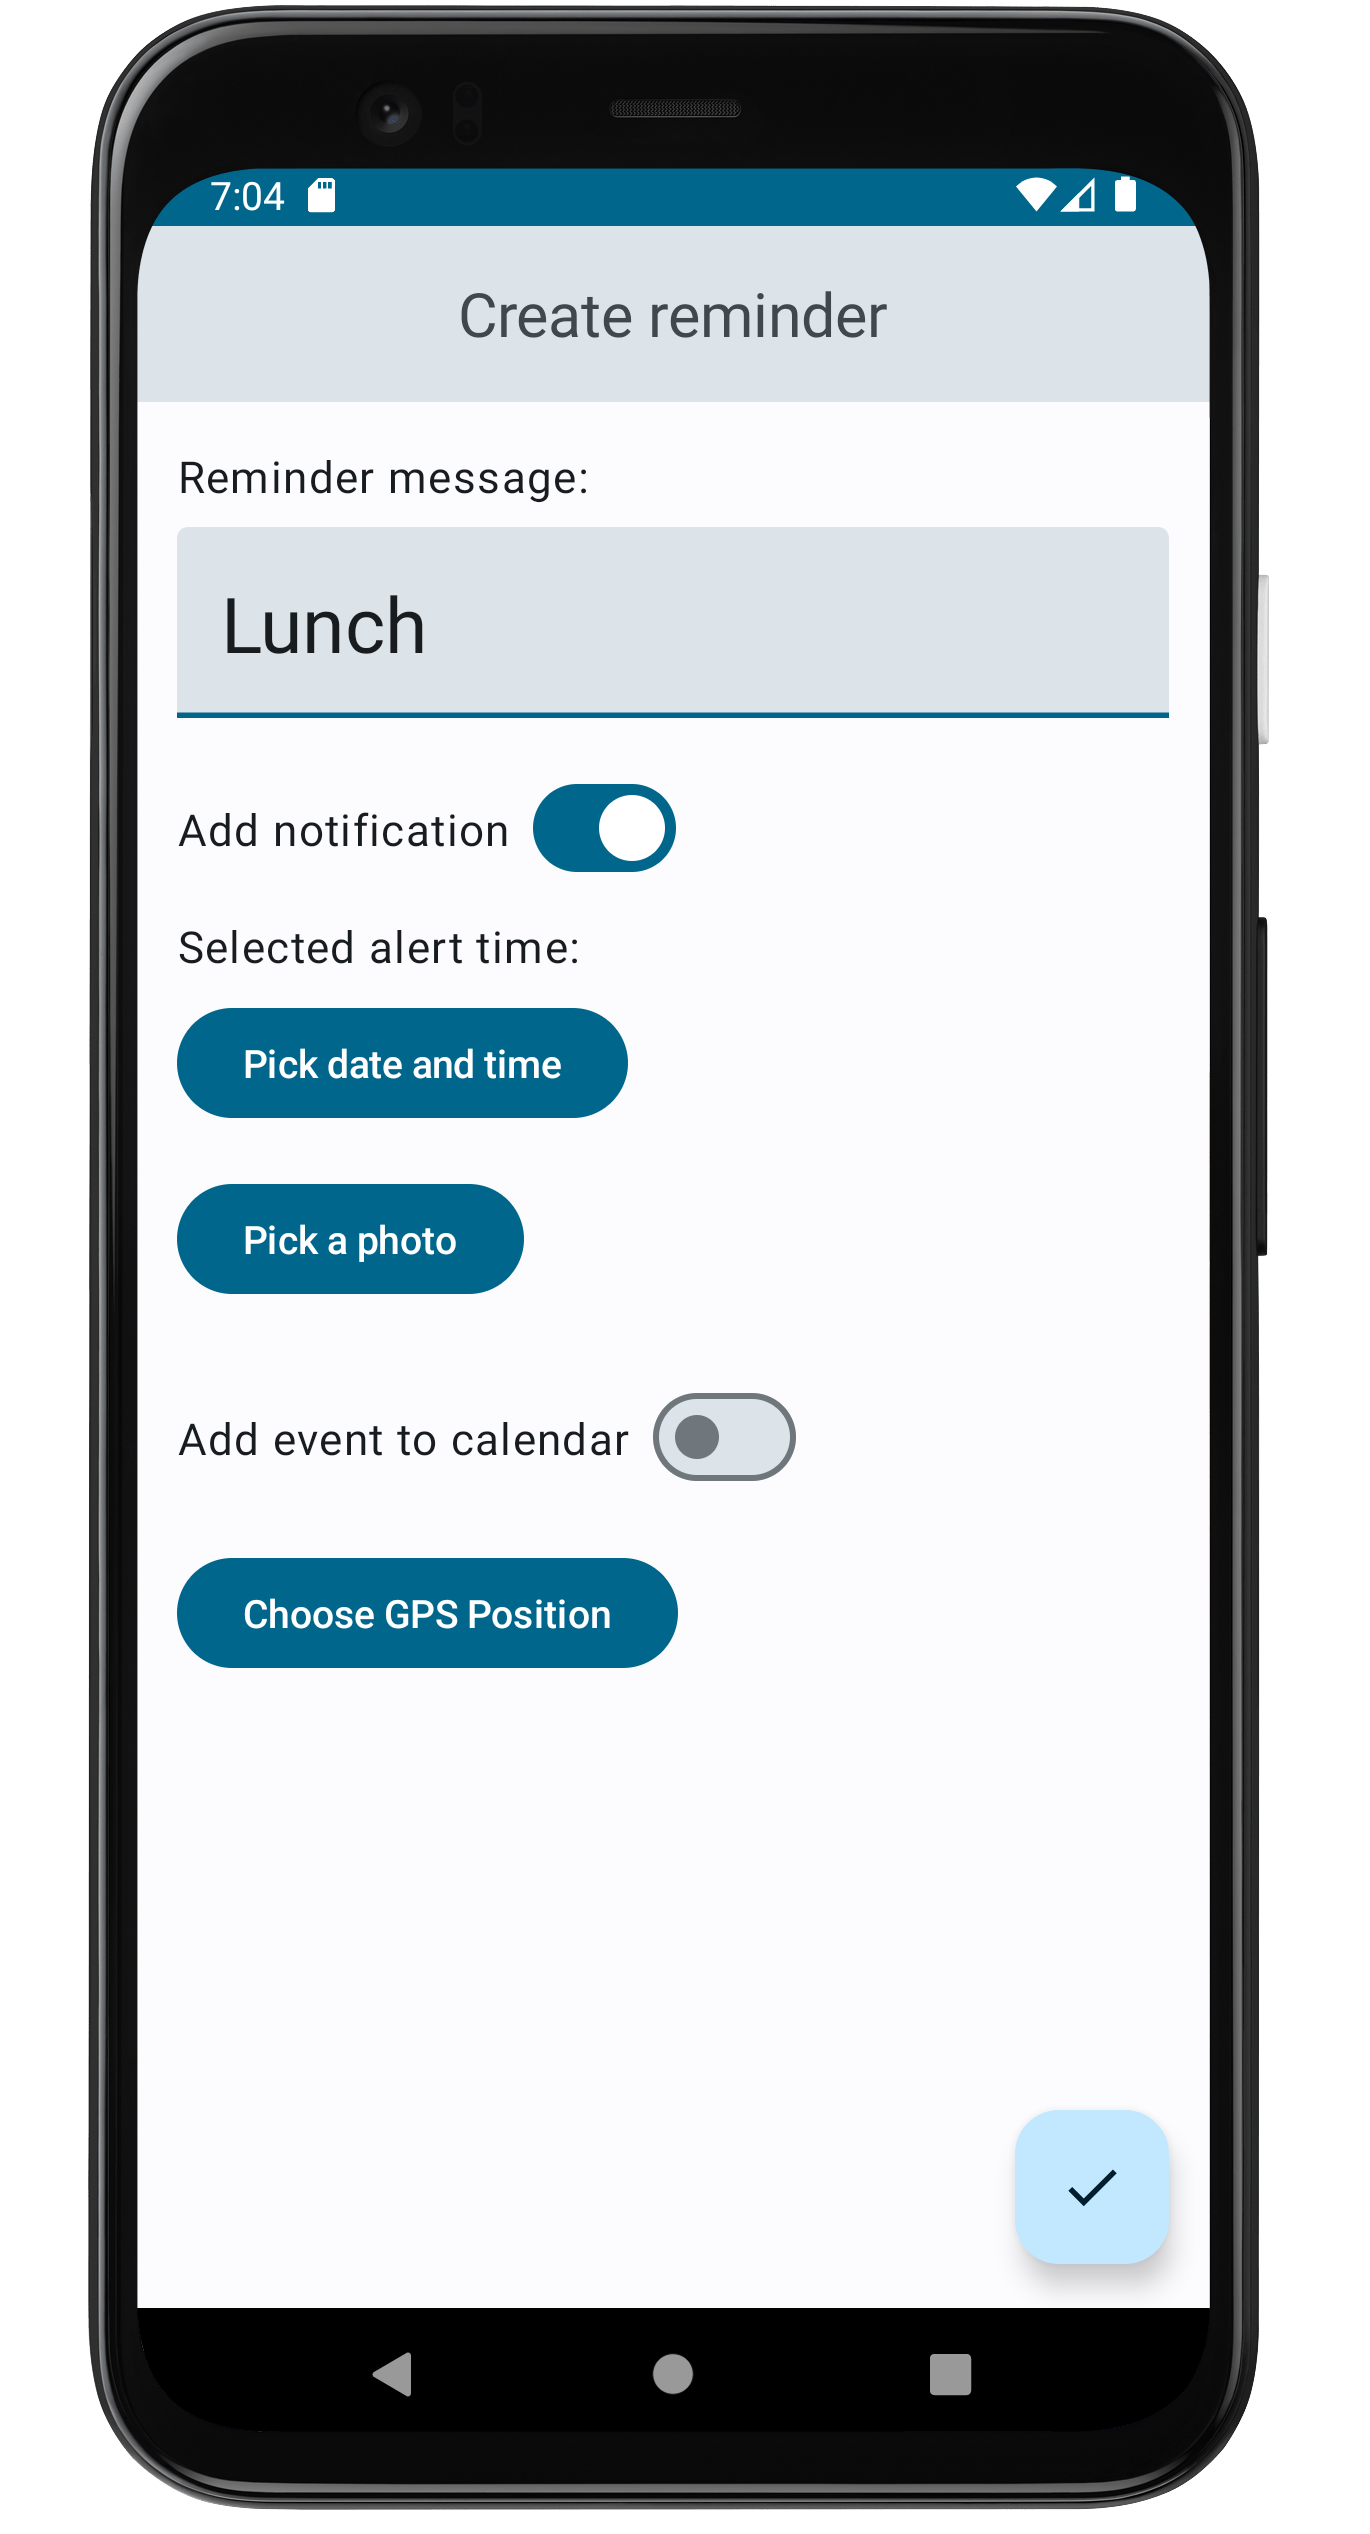 7:04
Create reminder
Reminder message:
Lunch
Add notification
Selected alert time:
Pick date and time
Pick a photo
Add event to calendar
Choose GPS Position